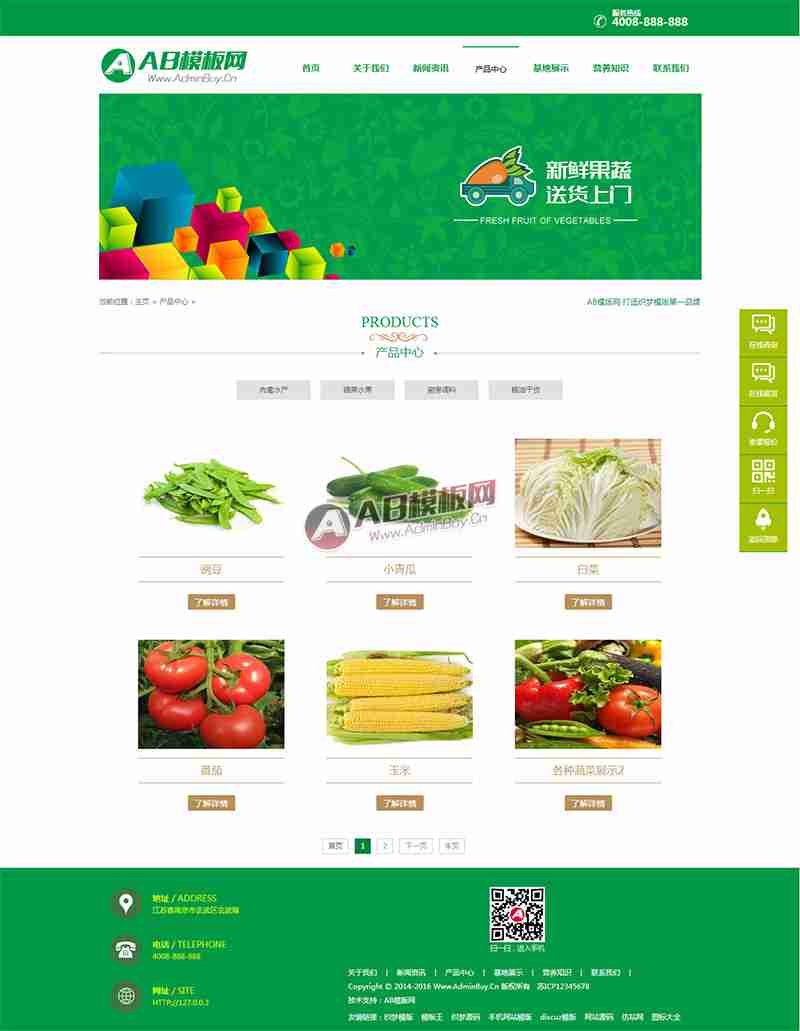 服务热线
4008-888-888
AB模板网
Www.AdminBuy.Cn
首页 关于我们 新闻资讯 产品中心 基地展示 营养知识 联系我们
新鲜果蔬
送货上门
FRESH FRUIT OF VEGETABLES
当前位置：主页 > 产品中心 >
AB模版网·打造织梦模版第一品牌
PRODUCTS
产品中心
肉禽水产 蔬菜水果 厨房调料 粮油干货
AB模板网
Www.AdminBuy.Cn
豌豆 小青瓜 白菜
了解详情 了解详情 了解详情
番茄 玉米 各种蔬菜展示2
了解详情 了解详情 了解详情
首页 1 2 下一页 末页
在线咨询
在线留言
扫一扫
返回顶部
地址 / ADDRESS
江苏省南京市玄武区玄武湖
电话 / TELEPHONE
4008-888-888
网址 / SITE
HTTP://127.0.0.3
扫一扫，进入手机
关于我们 | 新闻资讯 | 产品中心 | 基地展示 | 营养知识 | 联系我们 |
Copyright © 2014-2016 Www.AdminBuy.Cn 版权所有 苏ICP12345678
技术支持：AB模板网
友情链接：织梦模版 模板王 织梦源码 手机网站模板 discuz模板 网站源码 仿站网 图标大全